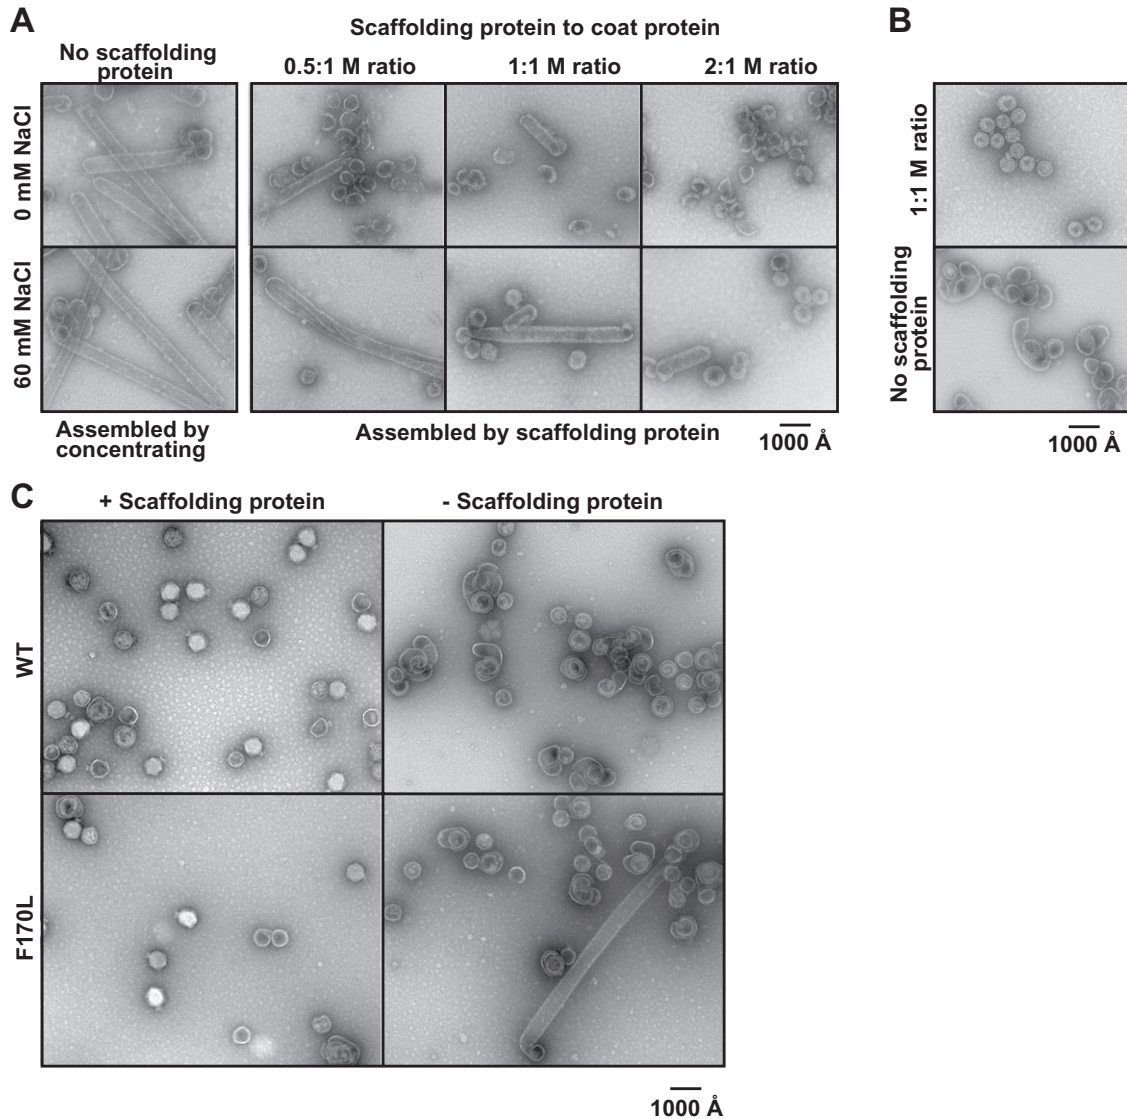 A
Scaffolding protein to coat protein
B
No scaffolding
protein
0.5:1 M ratio
1:1 M ratio
2:1 M ratio
0 mM NaCl
60 mM NaCl
1:1 M ratio
No scaffolding
protein
Assembled by
concentrating
Assembled by scaffolding protein
1000 Å
1000 Å
C
+ Scaffolding protein
- Scaffolding protein
WT
F170L
1000 Å